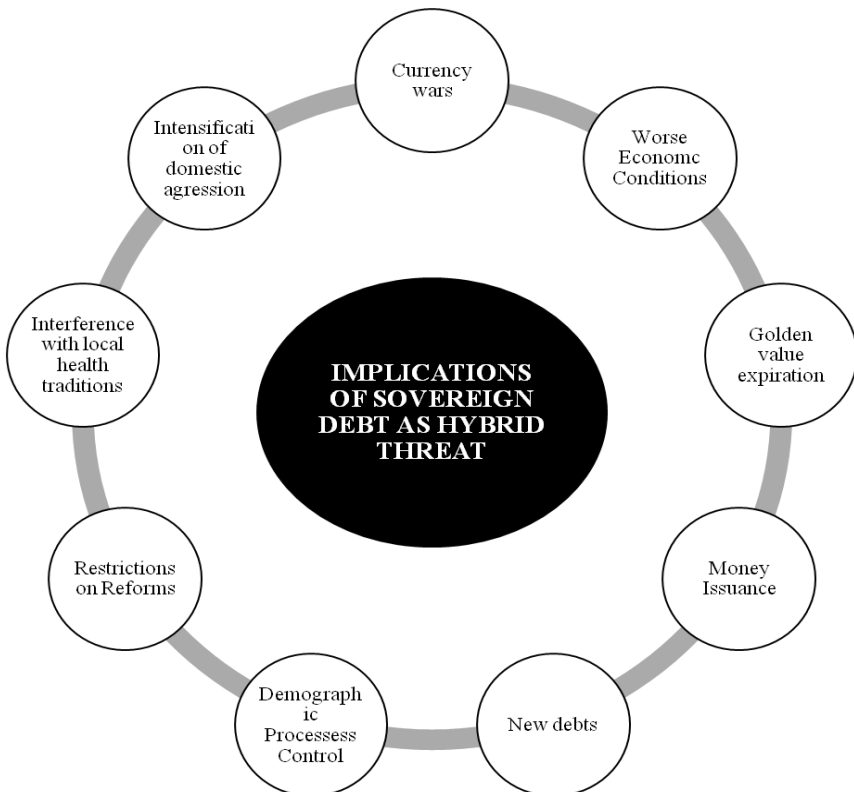 Currency
wars
Worse
Economc
Conditions
Golden
value
expiration
Money
Issuance
New debts
Demograph
ic
Processess
Control
Restrictions
on Reforms
Interference
with local
health
traditions
Intensificati
on of
domestic
agression
IMPLICATIONS
OF SOVEREIGN
DEBT AS HYBRID
THREAT